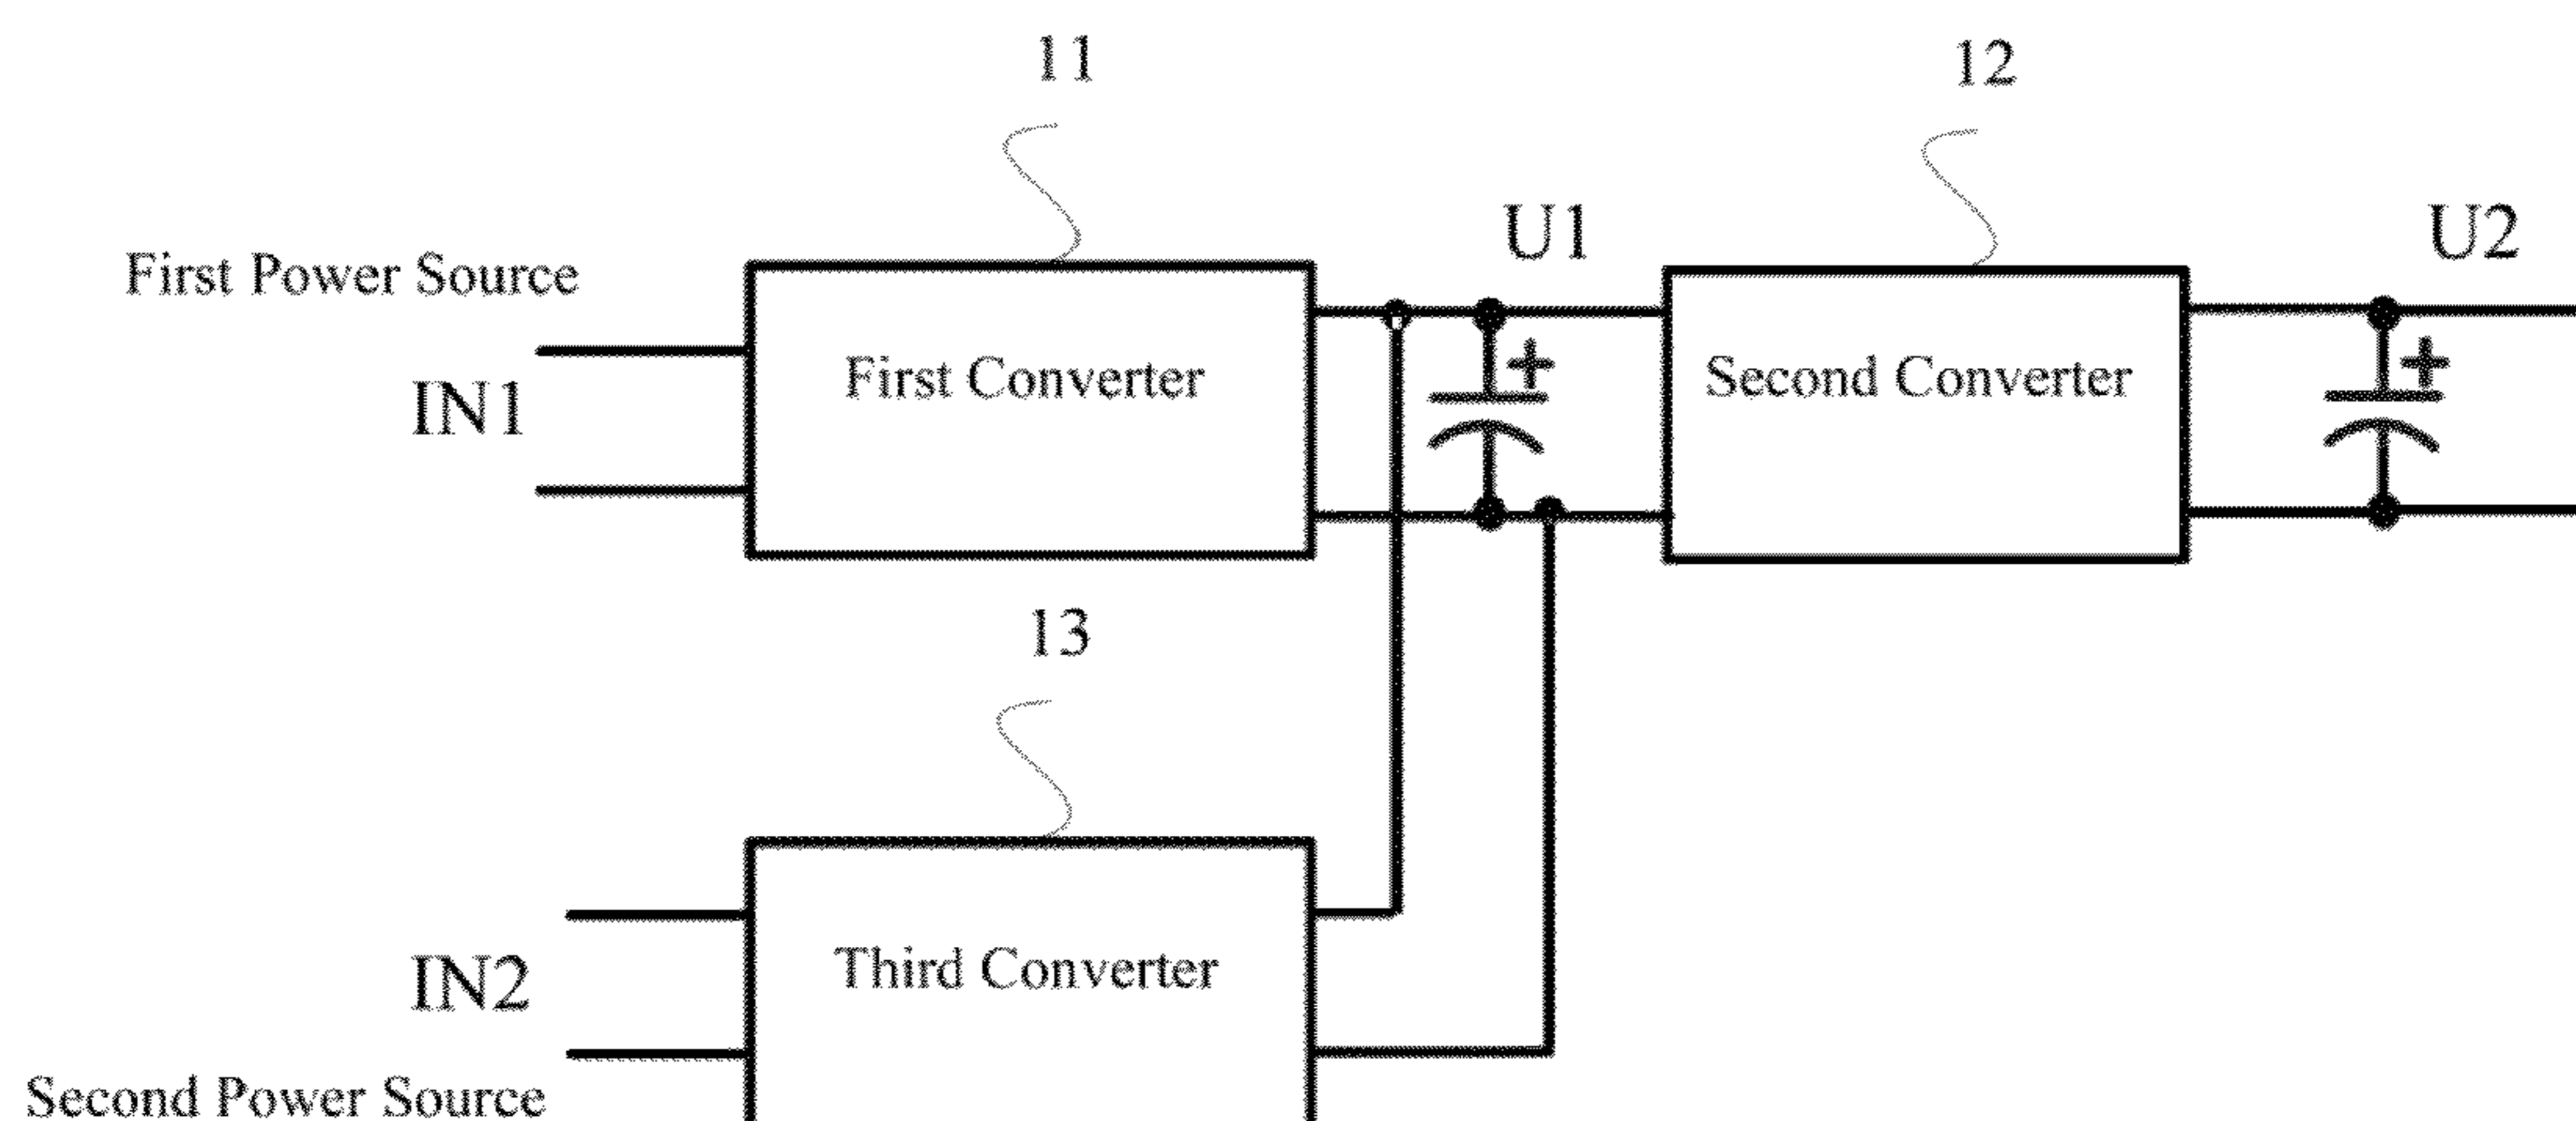 11
12
U1
U2
First Power Source
First Converter
Second Converter
IN1
+
+
13
IN2
Third Converter
Second Power Source